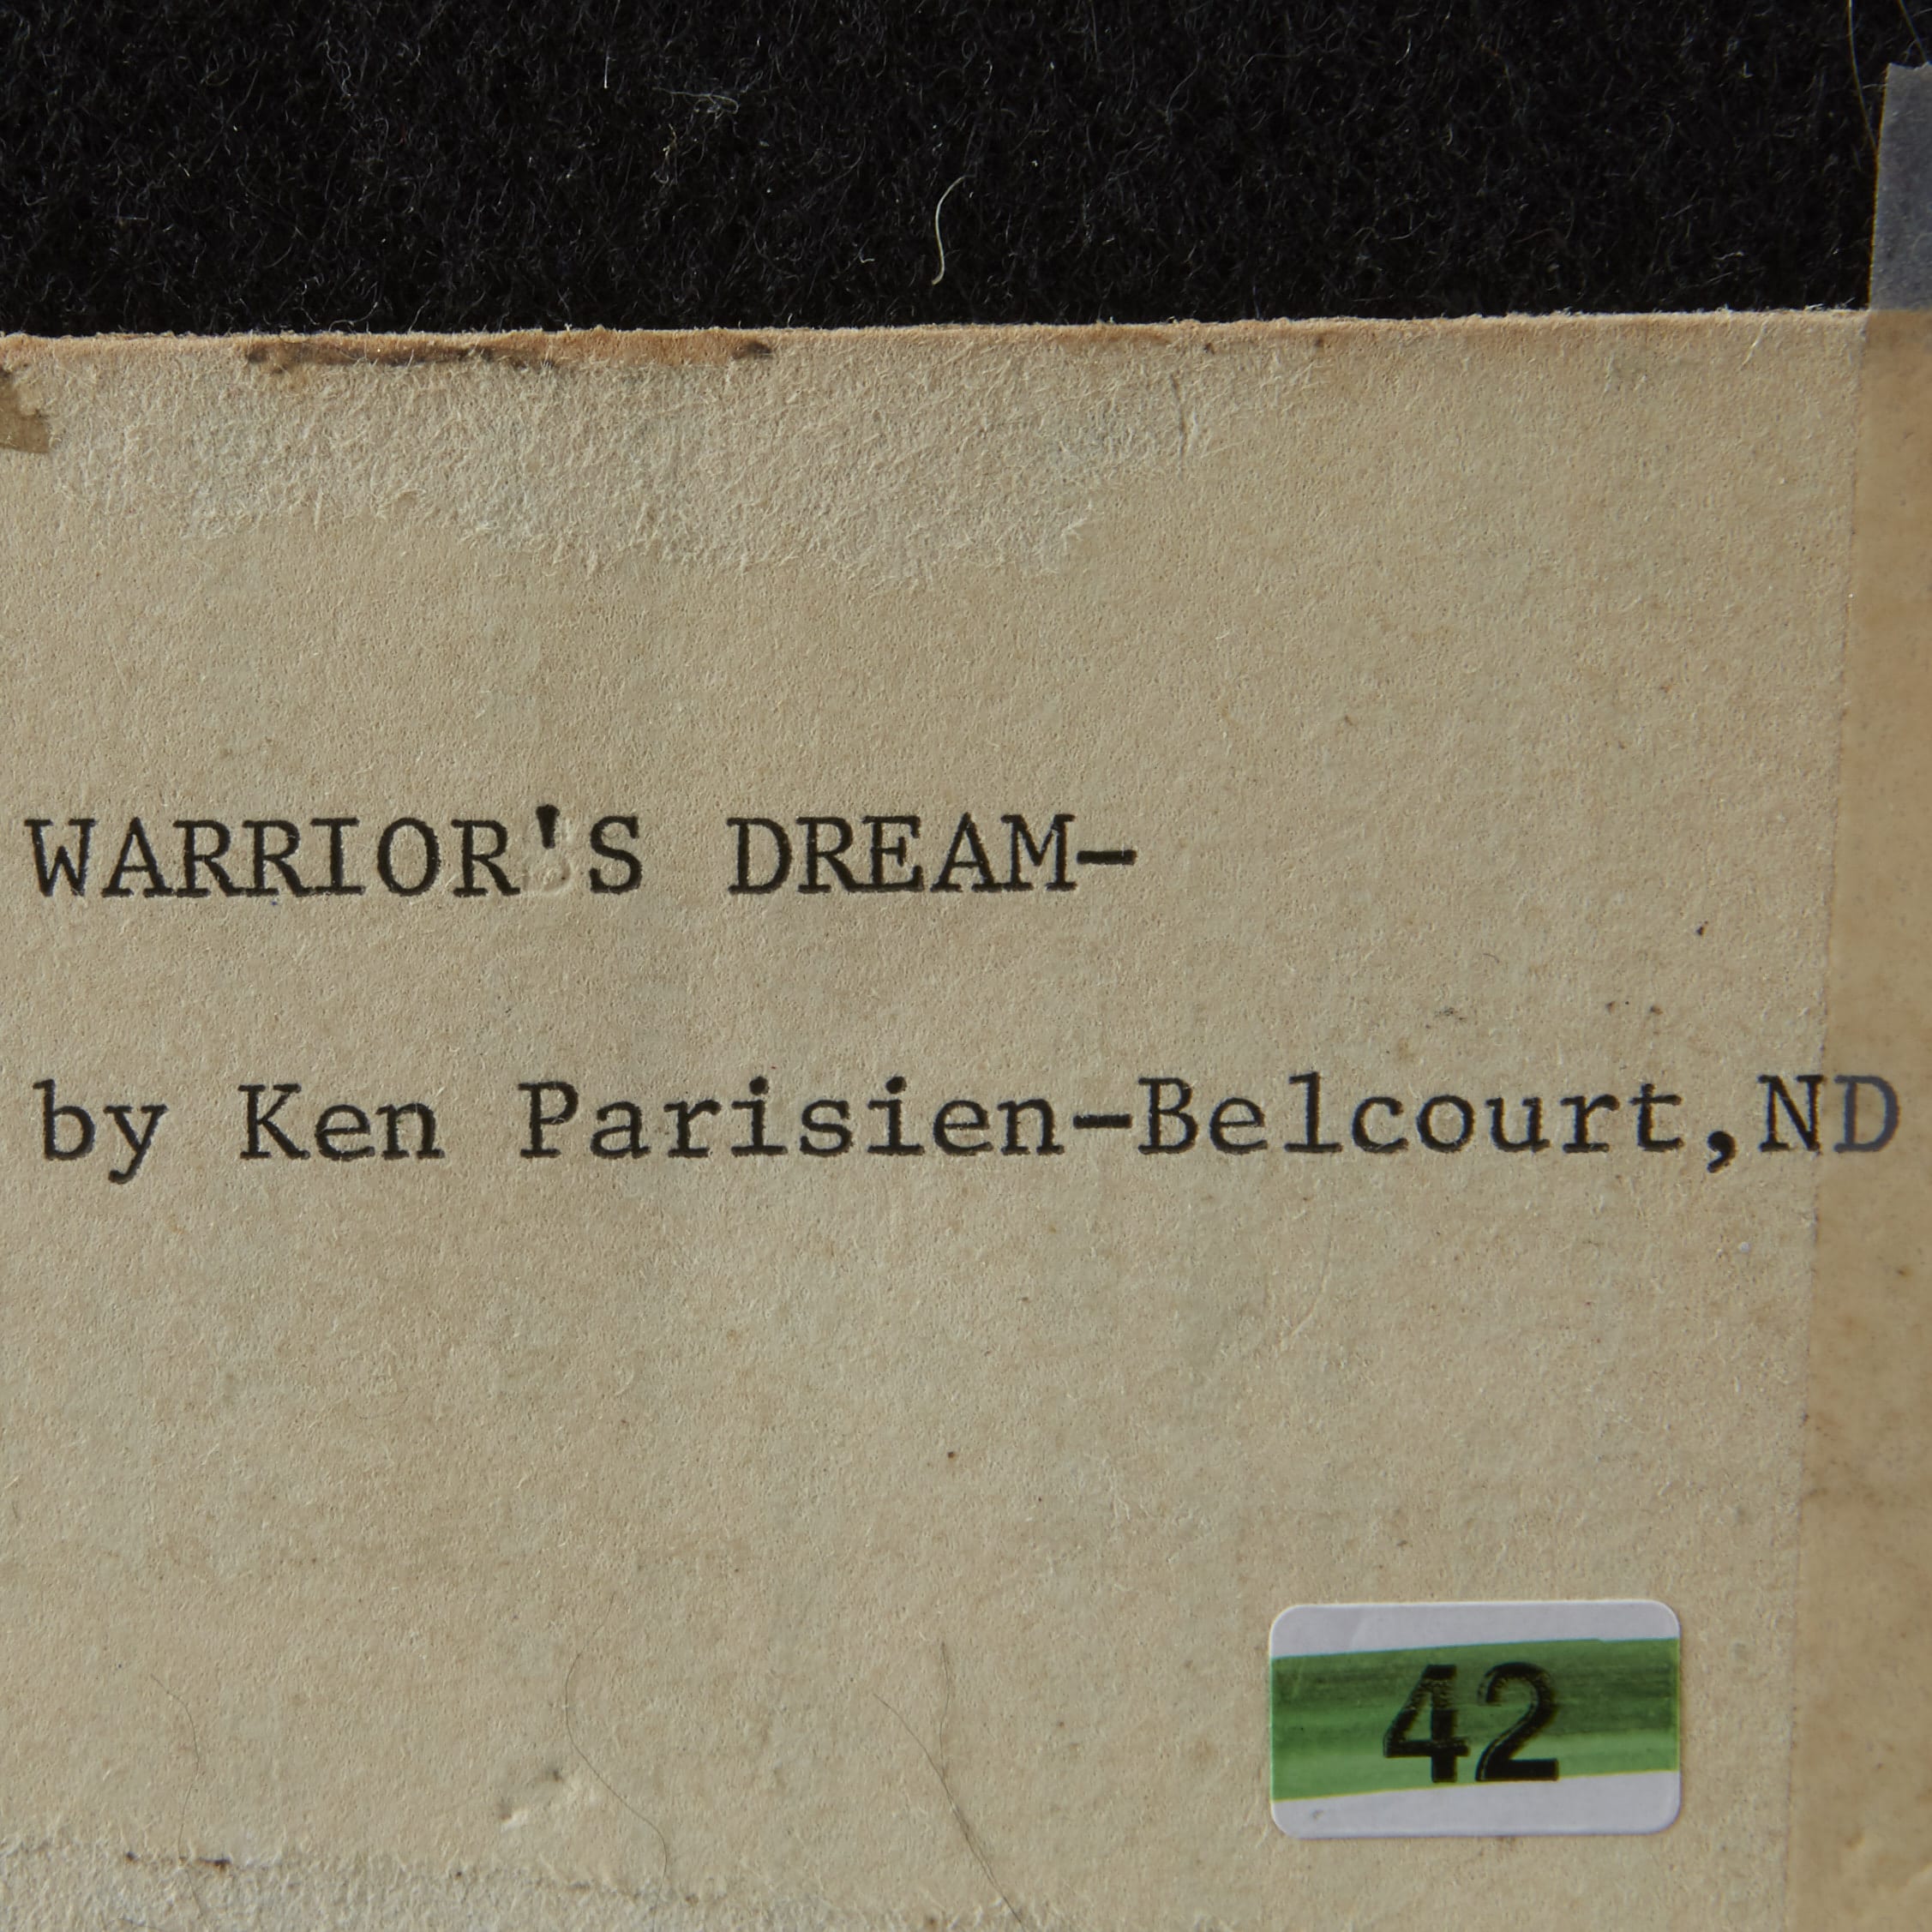 WARRIOR'S DREAM-
by Ken Parisien-Belcourt,ND
42